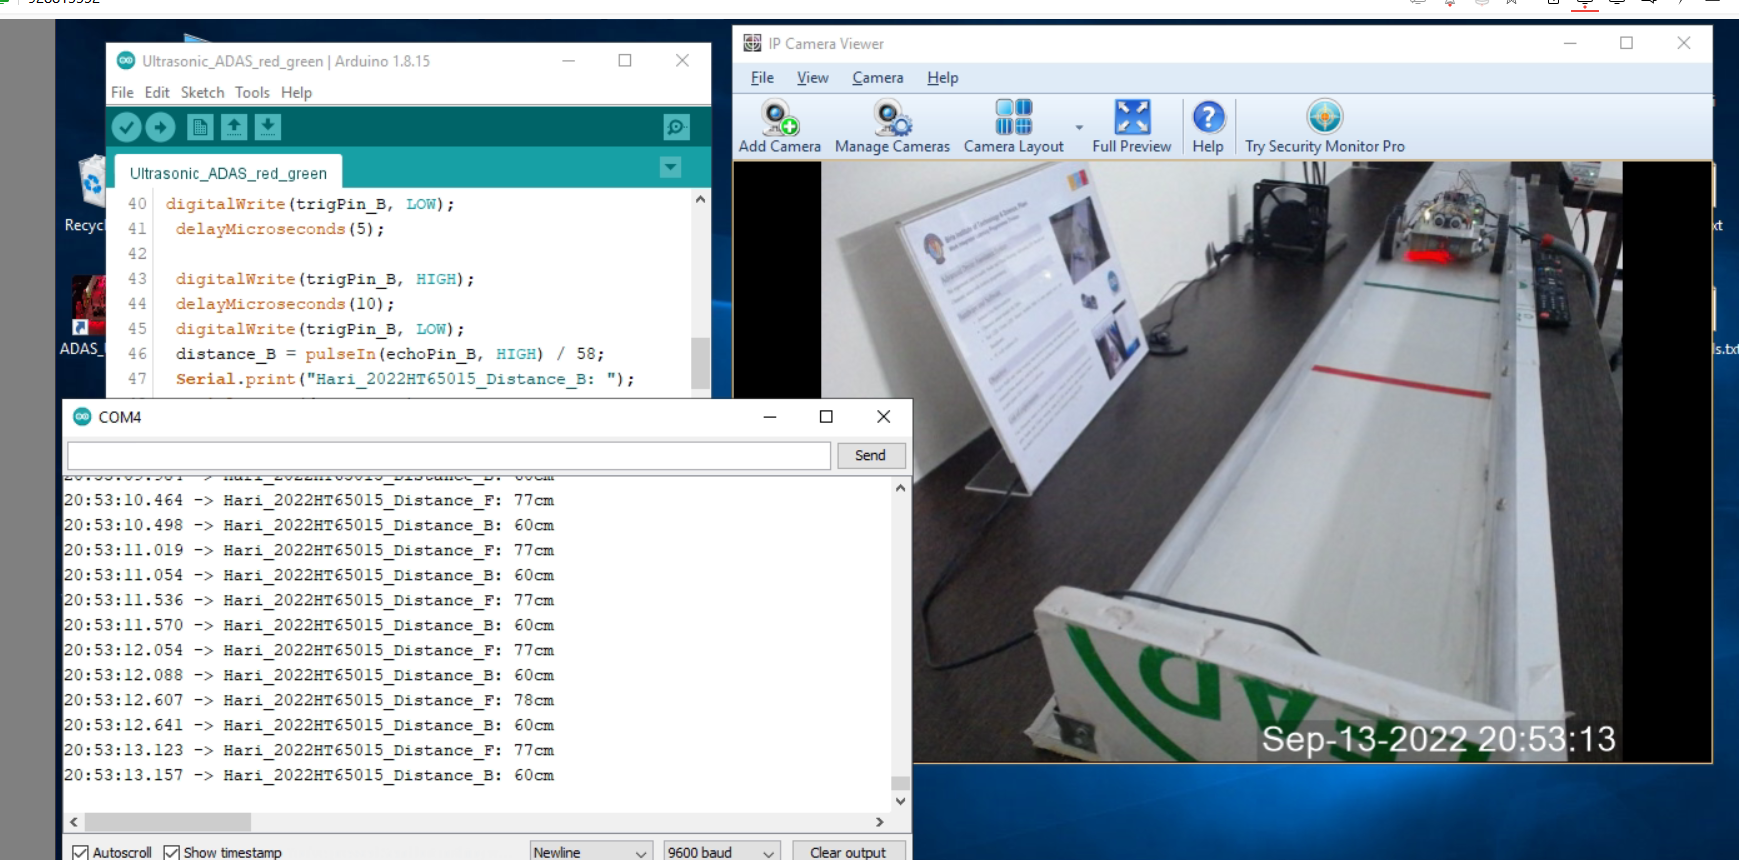 Ultrasonic_ADAS_red_green | Arduino 1.8.15
File Edit Sketch Tools Help
Ultrasonic_ADAS_red_green
40 digitalWrite(trigPin_B, LOW);
41 delayMicroseconds(5);
42
43 digitalWrite(trigPin_B, HIGH);
44 delayMicroseconds(10);
45 digitalWrite(trigPin_B, LOW);
46 distance_B = pulseIn(echoPin_B, HIGH) / 58;
47 Serial.print("Hari_2022HT65015_Distance_B: ");
Recyc
ADAS_
COM4
Send
20:53:10.464 -> Hari_2022HT65015_Distance_F: 77cm
20:53:10.498 -> Hari_2022HT65015_Distance_B: 60cm
20:53:11.019 -> Hari_2022HT65015_Distance_F: 77cm
20:53:11.054 -> Hari_2022HT65015_Distance_B: 60cm
20:53:11.536 -> Hari_2022HT65015_Distance_F: 77cm
20:53:11.570 -> Hari_2022HT65015_Distance_B: 60cm
20:53:12.054 -> Hari_2022HT65015_Distance_F: 77cm
20:53:12.088 -> Hari_2022HT65015_Distance_B: 60cm
20:53:12.607 -> Hari_2022HT65015_Distance_F: 78cm
20:53:12.641 -> Hari_2022HT65015_Distance_B: 60cm
20:53:13.123 -> Hari_2022HT65015_Distance_F: 77cm
20:53:13.157 -> Hari_2022HT65015_Distance_B: 60cm
Autoscroll Show timestamp Newline 9600 baud Clear output
IP Camera Viewer
File View Camera Help
Add Camera Manage Cameras Camera Layout Full Preview Help Try Security Monitor Pro
Sep-13-2022 20:53:13
xt
ls.txt